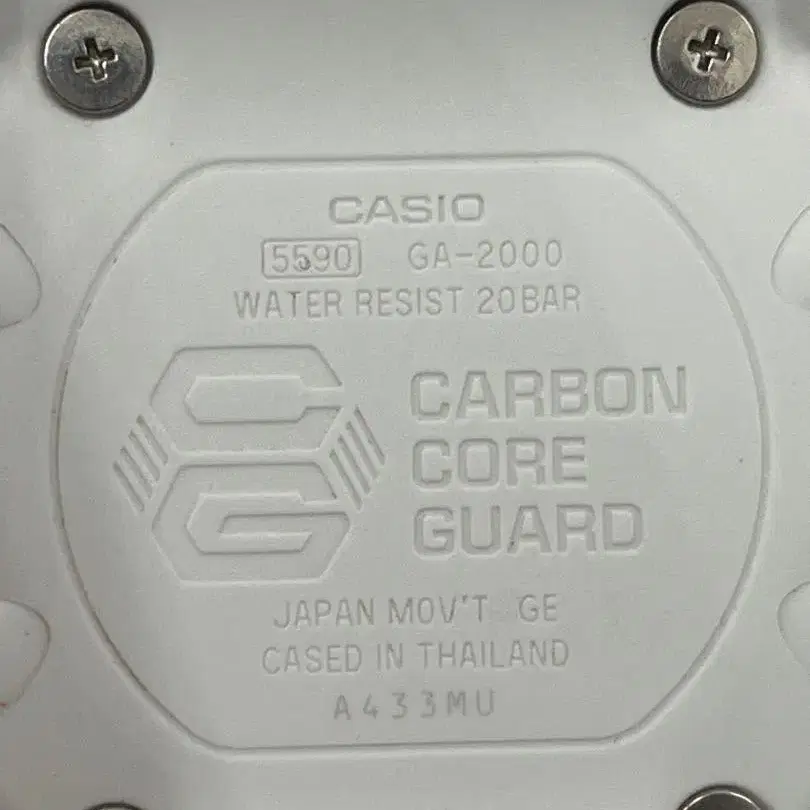 CASIO
5590 GA-2000
WATER RESIST 20BAR
CARBON
CORE
GUARD
JAPAN MOV'T GE
CASED IN THAILAND
A433MU